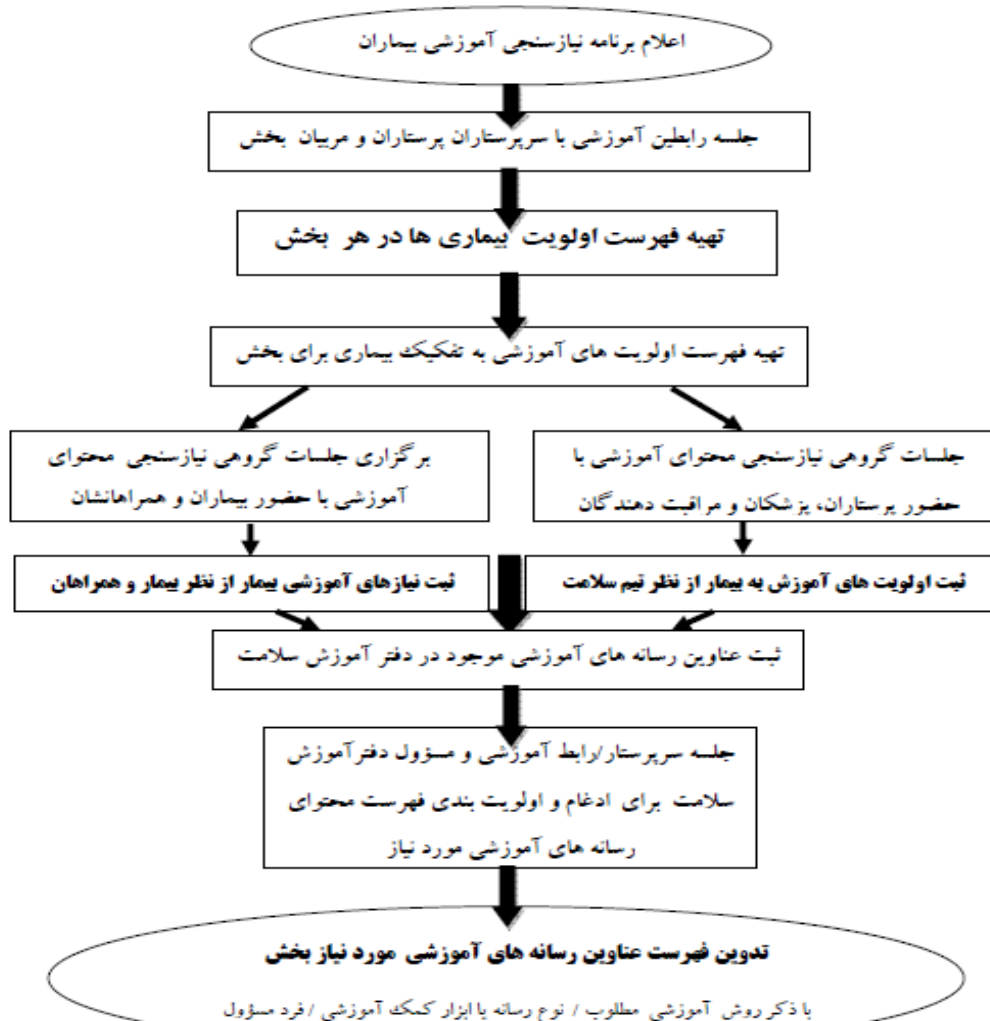 اعلام برنامه نیازسنجی آموزشی بیماران
جلسه رابطین آموزشی با سرپرستاران پرستاران و مربیان بخش
تهیه فهرست اولویت بیماری ها در هر بخش
تهیه فهرست اولویت های آموزشی به تفکیک بیماری برای بخش
جلسات گروهی نیازسنجی محتوای آموزشی با
حضور پرستاران، پزشکان و مراقبت دهندگان
برگزاری جلسات گروهی نیازسنجی محتوای
آموزشی با حضور بیماران و همراهانشان
ثبت اولویت های آموزش به بیمار از نظر تیم سلامت
ثبت نیازهای آموزشی بیمار از نظر بیمار و همراهان
ثبت عناوین رسانه های آموزشی موجود در دفتر آموزش سلامت
جلسه سرپرستار/رابط آموزشی و مسؤول دفترآموزش
سلامت برای ادغام و اولویت بندی فهرست محتوای
رسانه های آموزشی مورد نیاز
تدوین فهرست عناوین رسانه های آموزشی مورد نیاز بخش
با ذکر روش آموزشی مطلوب / نوع رسانه یا ابزار کمک آموزشی / فرد مسؤول